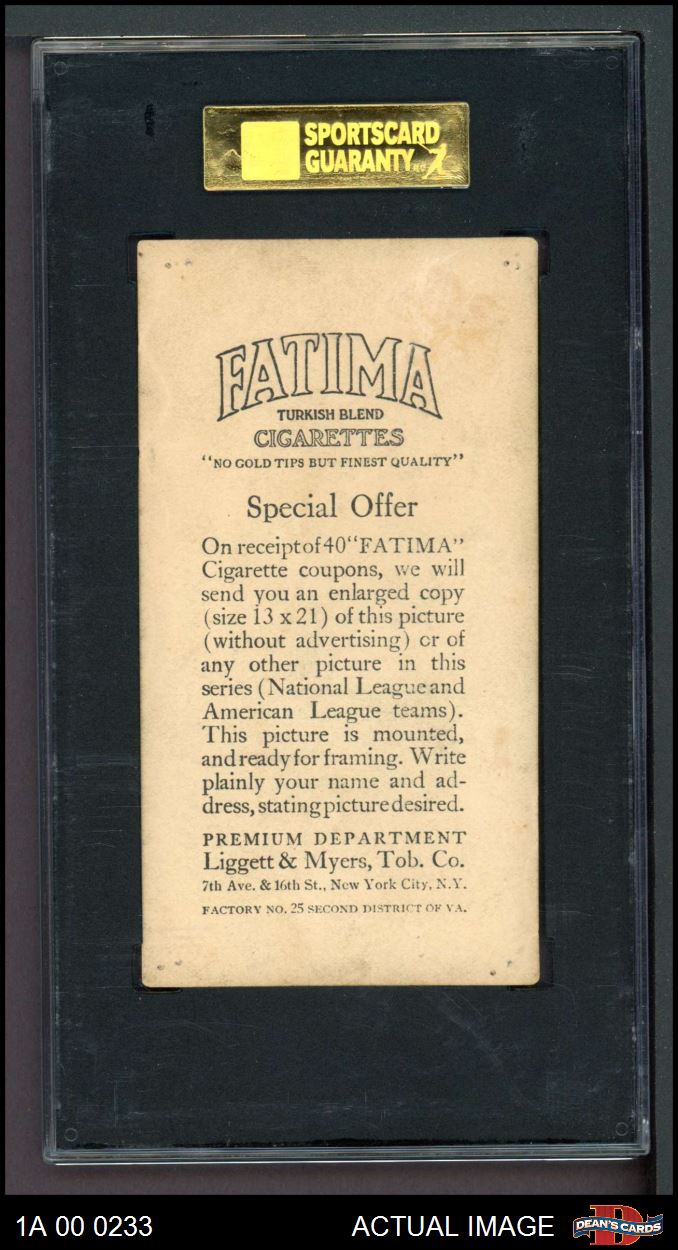 SPORTSCARD
GUARANTY
FATIMA
TURKISH BLEND
CIGARETTES
"NO GOLD TIPS BUT FINEST QUALITY"
Special Offer
On receipt of 40 "FATIMA"
Cigarette coupons, we will
send you an enlarged copy
(size 13 x 21) of this picture
(without advertising) or of
any other picture in this
series (National League and
American League teams).
This picture is mounted,
and ready for framing. Write
plainly your name and ad-
dress, stating picture desired.
PREMIUM DEPARTMENT
Liggett & Myers, Tob. Co.
7th Ave. & 16th St., New York City, N.Y.
FACTORY NO. 25 SECOND DISTRICT OF VA.
1A 00 0233
ACTUAL IMAGE
D
DEAN'S CARDS